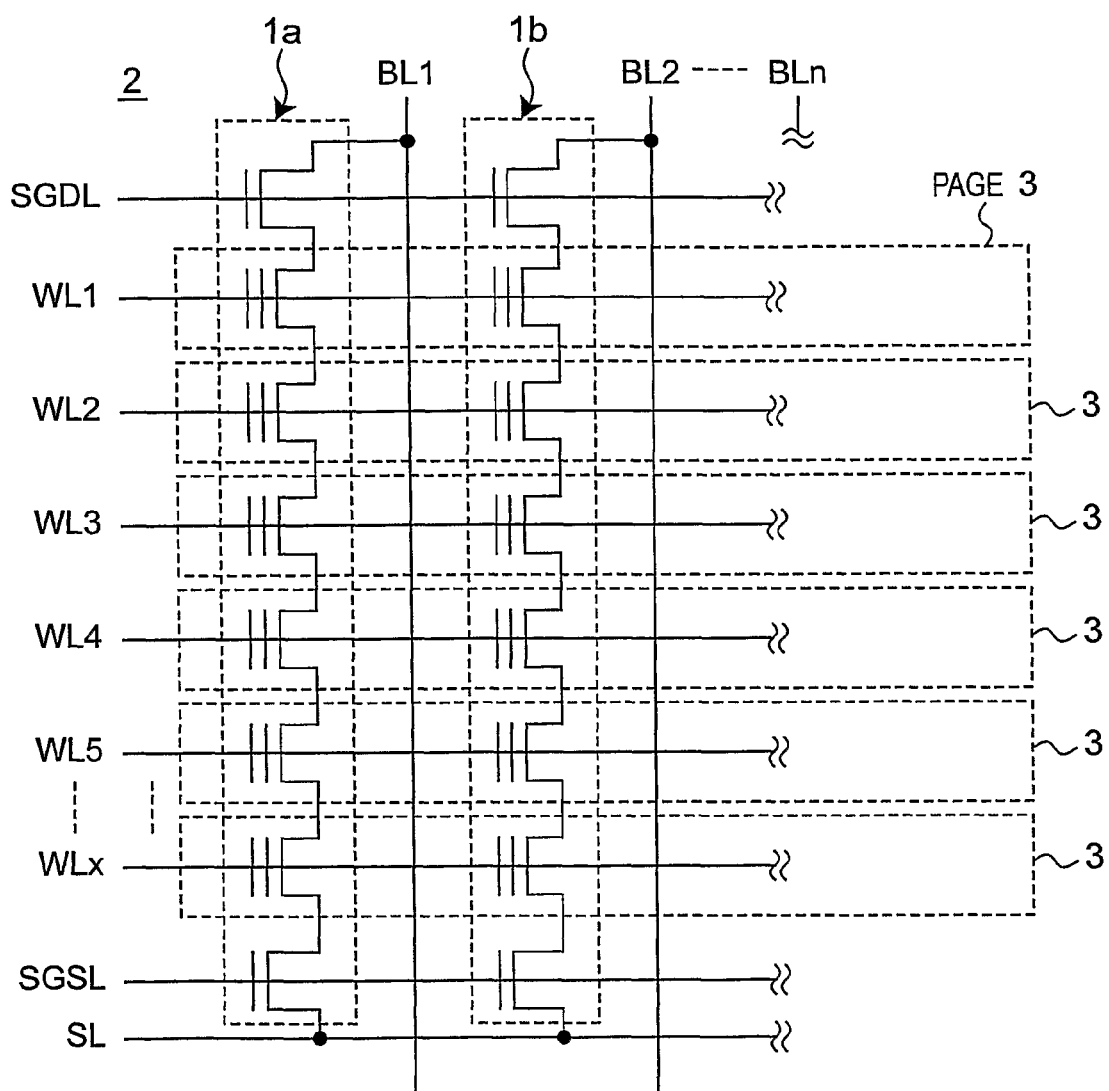 1a
1b
2
BL1
BL2 ---- BLn
SGDL
PAGE 3
WL1
WL2
3
WL3
3
WL4
3
WL5
3
WLx
3
SGSL
SL